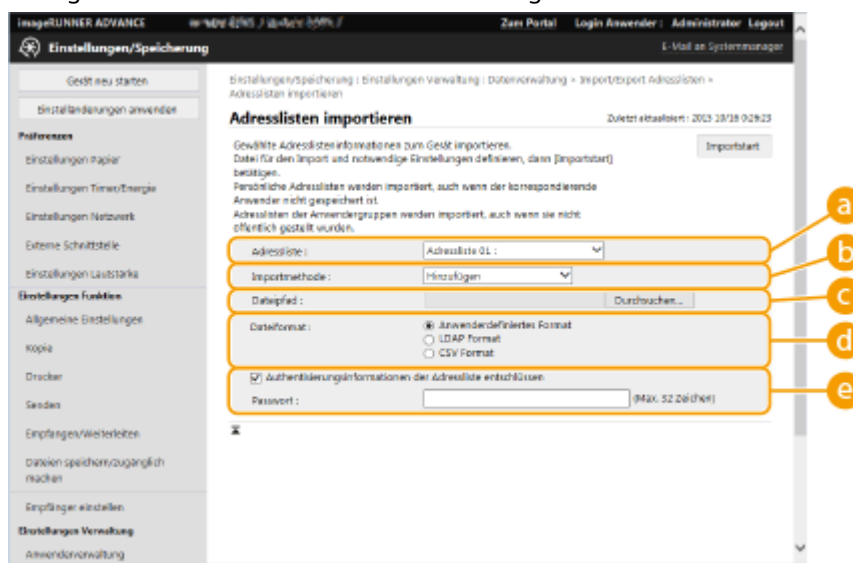 imageRUNNER ADVANCE
Zum Portal Login Anwender : Administrator Logout
Einstellungen/Speicherung
E-Mail an Systemmanager
Gerät neu starten
Einstelländerungen anwenden
Präferenzen
Einstellungen Papier
Einstellungen Timer/Energie
Einstellungen Netzwerk
Externe Schnittstelle
Einstellungen Lautstärke
Einstellungen Funktion
Allgemeine Einstellungen
Kopie
Drucker
Senden
Empfangen/Weiterleiten
Dateien speichern/zugänglich
machen
Empfänger einstellen
Einstellungen Verwaltung
Anwenderverwaltung
Einstellungen/Speicherung : Einstellungen Verwaltung : Datenverwaltung > Import/Export Adresslisten >
Adresslisten importieren
Adresslisten importieren
Zuletzt aktualisiert : 2015 10/16 0:29:23
Gewählte Adresslisteninformationen zum Gerät importieren.
Datei für den Import und notwendige Einstellungen definieren, dann [Importstart]
betätigen.
Persönliche Adresslisten werden importiert, auch wenn der korrespondierende
Anwender nicht gespeichert ist.
Adresslisten der Anwendergruppen werden importiert, auch wenn sie nicht
öffentlich gestellt wurden.
Importstart
Adressliste : Adressliste 01 :
a
Importmethode : Hinzufügen
b
Dateipfad : Durchsuchen...
c
Dateiformat : Anwenderdefiniertes Format
LDAP Format
CSV Format
d
Authentisierungsinformationen der Adressliste entschlüssen
Passwort : (Max. 32 Zeichen)
e